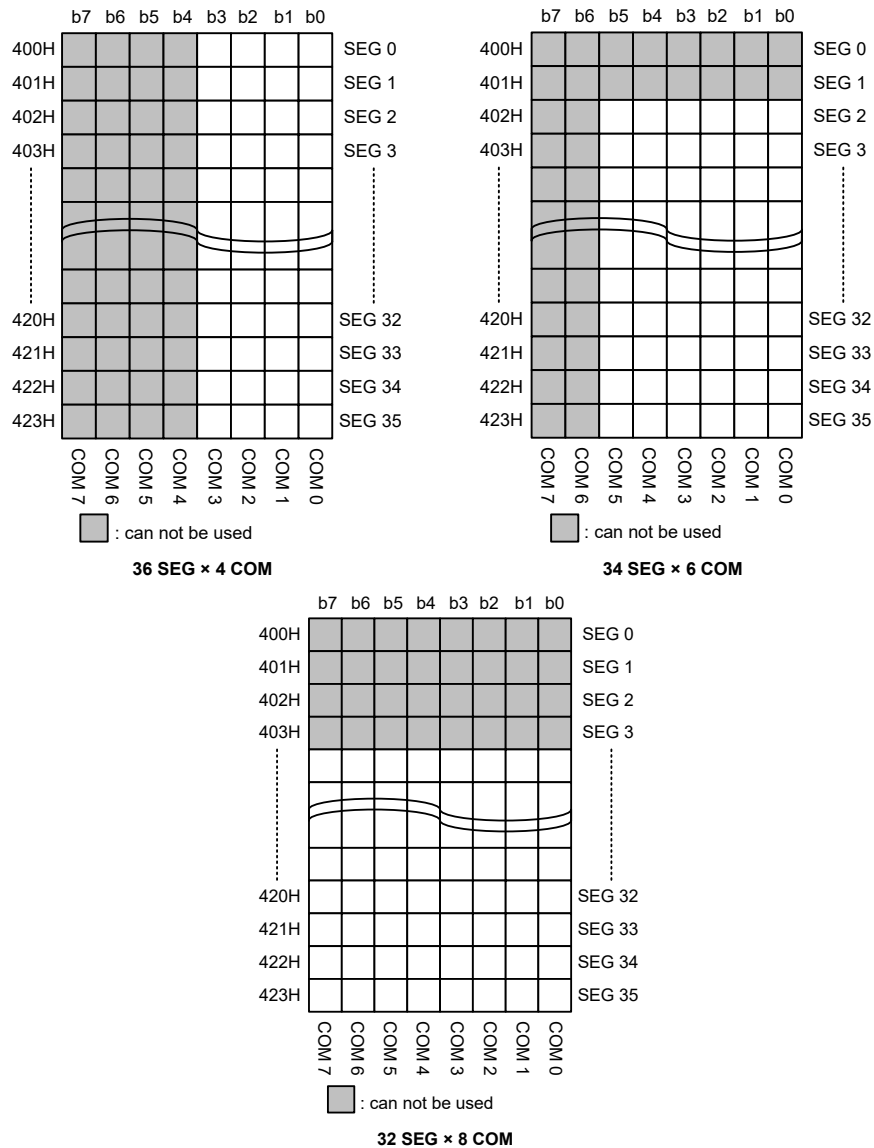 b7 b6 b5 b4 b3 b2 b1 b0
400H SEG 0
401H SEG 1
402H SEG 2
403H SEG 3
420H SEG 32
421H SEG 33
422H SEG 34
423H SEG 35
COM 7 COM 6 COM 5 COM 4 COM 3 COM 2 COM 1 COM 0
: can not be used
36 SEG × 4 COM
b7 b6 b5 b4 b3 b2 b1 b0
400H SEG 0
401H SEG 1
402H SEG 2
403H SEG 3
420H SEG 32
421H SEG 33
422H SEG 34
423H SEG 35
COM 7 COM 6 COM 5 COM 4 COM 3 COM 2 COM 1 COM 0
: can not be used
34 SEG × 6 COM
b7 b6 b5 b4 b3 b2 b1 b0
400H SEG 0
401H SEG 1
402H SEG 2
403H SEG 3
420H SEG 32
421H SEG 33
422H SEG 34
423H SEG 35
COM 7 COM 6 COM 5 COM 4 COM 3 COM 2 COM 1 COM 0
: can not be used
32 SEG × 8 COM